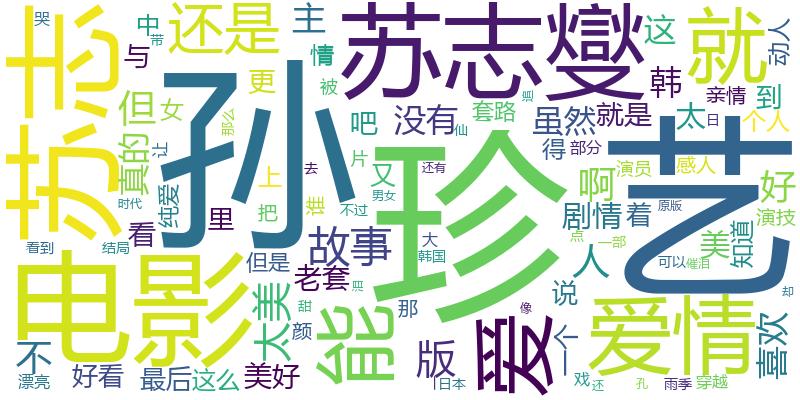 哭
中
带
还是
主
情
苏志燮
这
就
动人
与
更
韩
亲情
到
苏志
但
女
被
那么
吧
没有
套路
虽然
就是
太
日
个人
孙
珍
艺
真的
让
纯爱
上
去
片
又
还有
仙
追
得
部分
啊
演员
感人
好
时代
把
谁
不过
男女
剧情
着
原版
美
知道
演技
看
里
故事
大
韩国
点
一部
人
可以
催泪
看到
结局
但是
老套
泪
那
说
却
电影
太美
甜
颜
能
版
爱
像
一个
爱情
喜欢
不
漂亮
好看
最后
这么
美好
日本
戏
还
孔
雨季
穿越